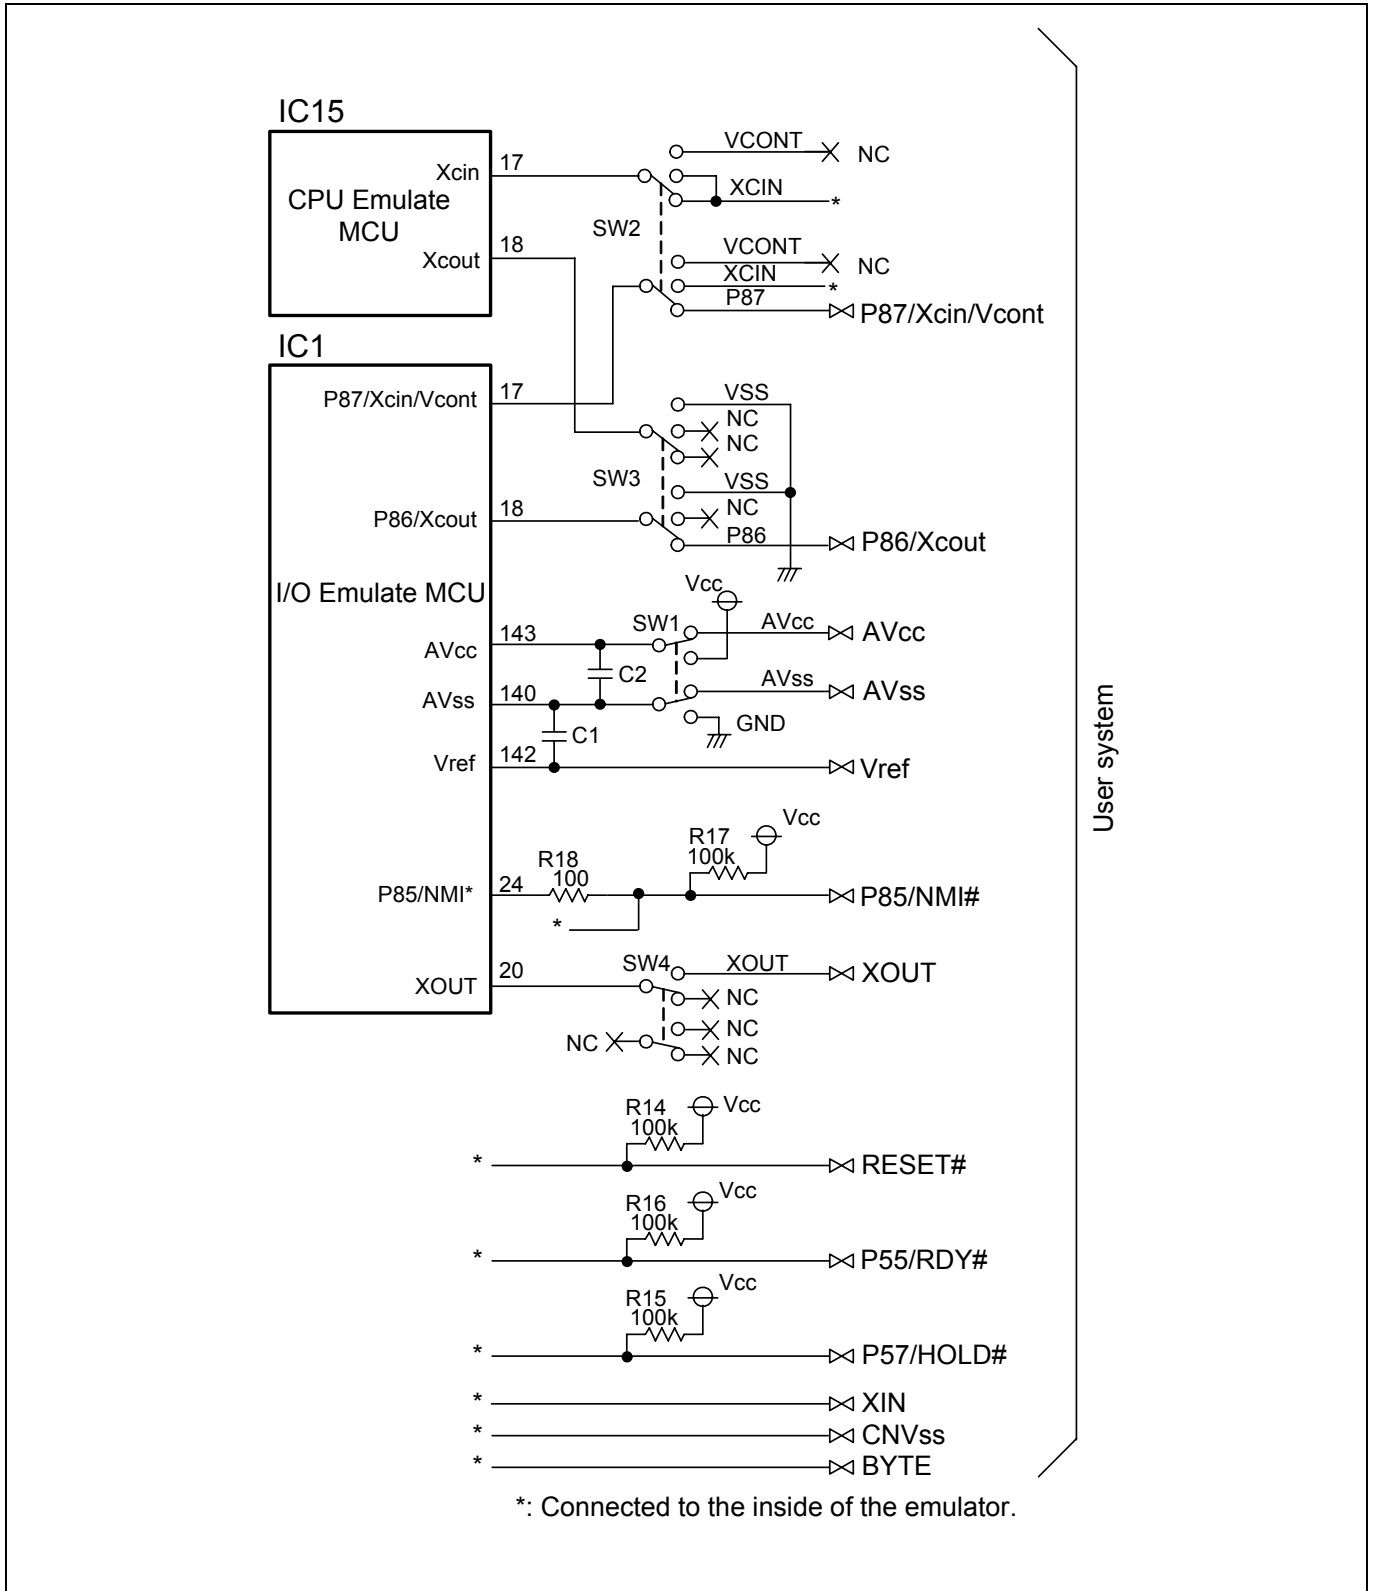 IC15
Xcin 17
CPU Emulate
MCU
Xcout 18
VCONT NC
XCIN *
SW2
VCONT NC
XCIN *
P87 P87/Xcin/Vcont
IC1
P87/Xcin/Vcont 17
VSS
NC
NC
SW3
VSS
NC
P86/Xcout 18
P86 P86/Xcout
I/O Emulate MCU
Vcc
SW1
AVcc 143
AVcc AVcc
C2
AVss 140
AVss AVss
GND
C1
Vref 142
Vref
Vcc
R17
100k
R18
100
P85/NMI* 24
P85/NMI#
*
XOUT 20
SW4 XOUT XOUT
NC
NC
NC NC
R14 Vcc
100k
* RESET#
R16 Vcc
100k
* P55/RDY#
R15 Vcc
100k
* P57/HOLD#
* XIN
* CNVss
* BYTE
User system
*: Connected to the inside of the emulator.